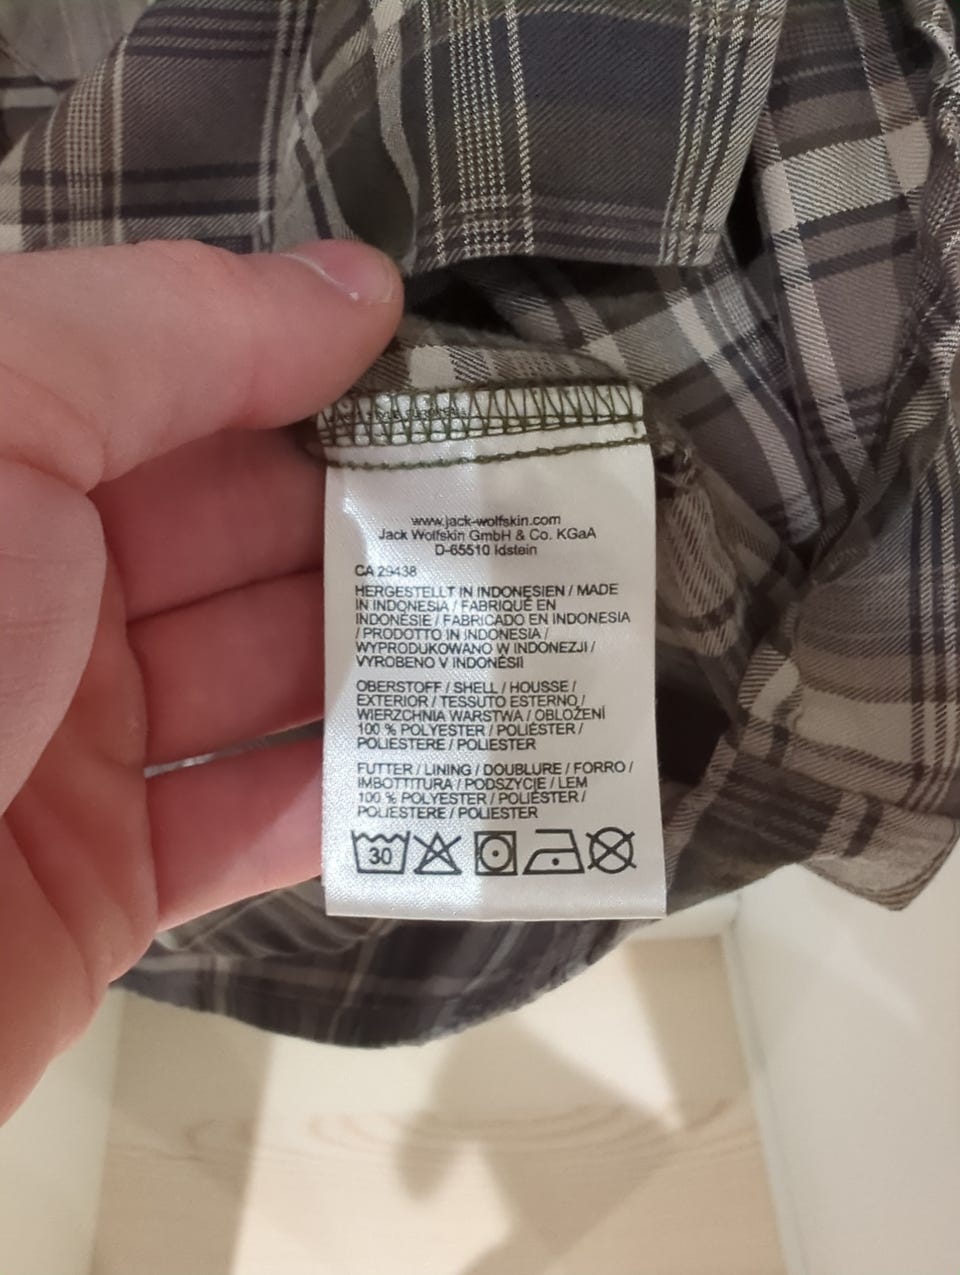 www.jack-wolfskin.com
Jack Wolfskin GmbH & Co. KGaA
D-65510 Idstein
CA 29438
HERGESTELLT IN INDONESIEN / MADE
IN INDONESIA / FABRIQUÉ EN
INDONÉSIE / FABRICADO EN INDONESIA
/ PRODOTTO IN INDONESIA /
WYPRODUKOWANO W INDONEZJI /
VYROBENO V INDONÉSII
OBERSTOFF / SHELL / HOUSSE /
EXTERIOR / TESSUTO ESTERNO /
WIERZCHNIA WARSTWA / OBLOŽENÍ
100 % POLYESTER / POLIÉSTER /
POLIESTERE / POLIESTER
FUTTER / LINING / DOUBLURE / FORRO /
IMBOTTITURA / PODSZYCIE / LEM
100 % POLYESTER / POLIÉSTER /
POLIESTERE / POLIESTER
30